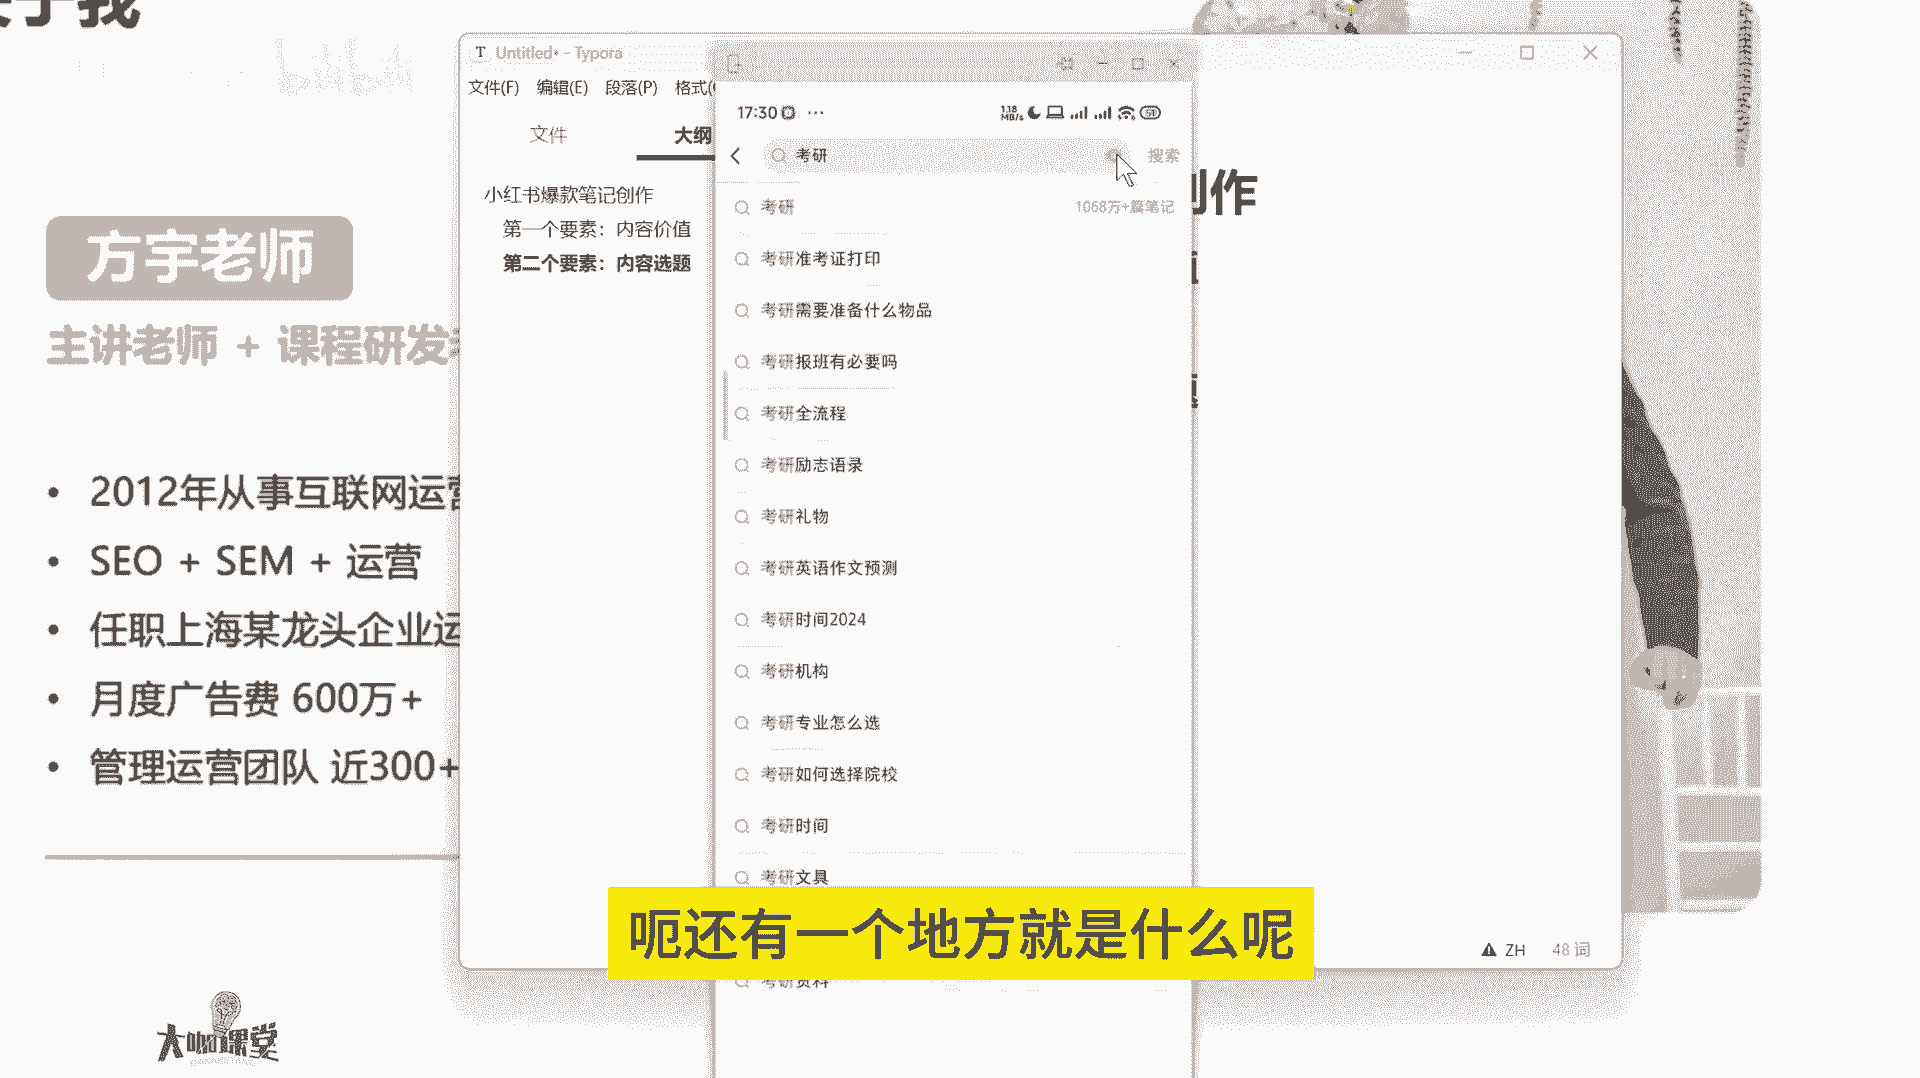 于我
bilibili
方宇老师
主讲老师 + 课程研发
• 2012年从事互联网运营
• SEO + SEM + 运营
• 任职上海某龙头企业运
• 月度广告费 600万+
• 管理运营团队 近300+
大咖课堂
DAKAKETANG
T Untitled• - Typora
文件(F) 编辑(E) 段落(P) 格式(
文件 大纲
小红书爆款笔记创作
第一个要素：内容价值
第二个要素：内容选题
创作
17:30 ···
1.18 MB/s
考研 搜索
考研 1068万+篇笔记
考研准考证打印
考研需要准备什么物品
考研报班有必要吗
考研全流程
考研励志语录
考研礼物
考研英语作文预测
考研时间2024
考研机构
考研专业怎么选
考研如何选择院校
考研时间
考研文具
考研资料
呃还有一个地方就是什么呢
ZH 48 词